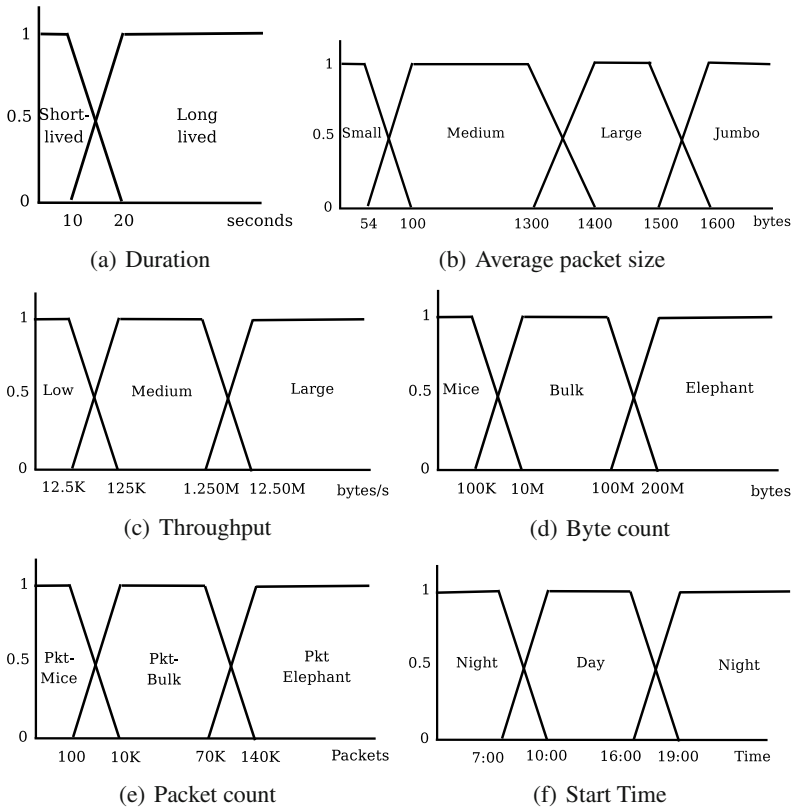 1
0.5
0
Short-
lived
Long
lived
10 20 seconds
(a) Duration
1
0.5
0
Small Medium Large Jumbo
54 100 1300 1400 1500 1600 bytes
(b) Average packet size
1
0.5
0
Low Medium Large
12.5K 125K 1.250M 12.50M bytes/s
(c) Throughput
1
0.5
0
Mice Bulk Elephant
100K 10M 100M 200M bytes
(d) Byte count
1
0.5
0
Pkt-
Mice
Pkt-
Bulk
Pkt
Elephant
100 10K 70K 140K Packets
(e) Packet count
1
0.5
0
Night Day Night
7:00 10:00 16:00 19:00 Time
(f) Start Time